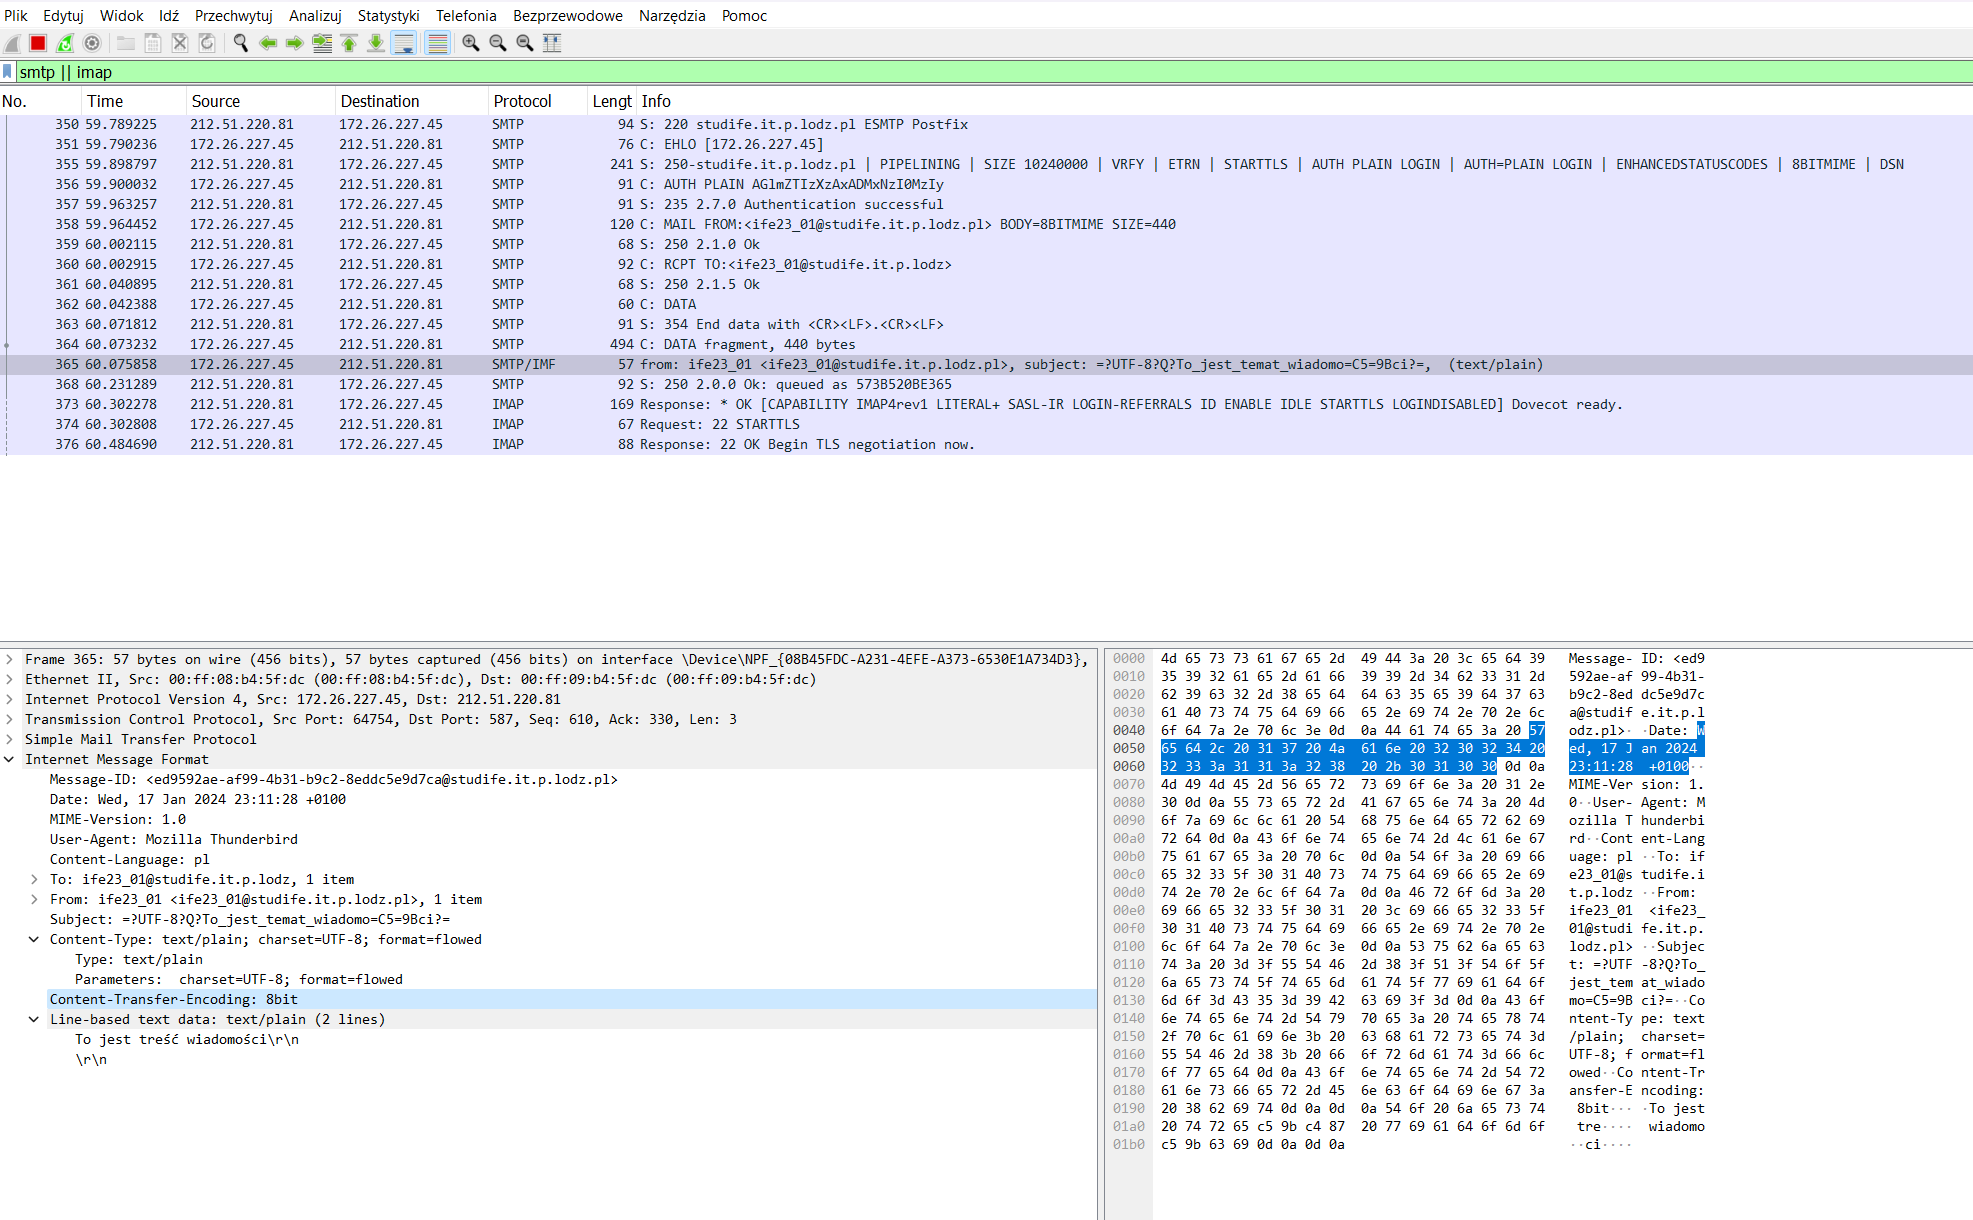 Plik Edytuj Widok Idź Przechwytuj Analizuj Statystyki Telefonia Bezprzewodowe Narzędzia Pomoc
smtp || imap
No. Time Source Destination Protocol Lengt Info
350 59.789225 212.51.220.81 172.26.227.45 SMTP 94 S: 220 studife.it.p.lodz.pl ESMTP Postfix
351 59.790236 172.26.227.45 212.51.220.81 SMTP 76 C: EHLO [172.26.227.45]
355 59.898797 212.51.220.81 172.26.227.45 SMTP 241 S: 250-studife.it.p.lodz.pl | PIPELINING | SIZE 10240000 | VRFY | ETRN | STARTTLS | AUTH PLAIN LOGIN | AUTH=PLAIN LOGIN | ENHANCEDSTATUSCODES | 8BITMIME | DSN
356 59.900032 172.26.227.45 212.51.220.81 SMTP 91 C: AUTH PLAIN AGlmZTIzXzAxADMxNzI0MzIy
357 59.963257 212.51.220.81 172.26.227.45 SMTP 91 S: 235 2.7.0 Authentication successful
358 59.964452 172.26.227.45 212.51.220.81 SMTP 120 C: MAIL FROM:<ife23_01@studife.it.p.lodz.pl> BODY=8BITMIME SIZE=440
359 60.002115 212.51.220.81 172.26.227.45 SMTP 68 S: 250 2.1.0 Ok
360 60.002915 172.26.227.45 212.51.220.81 SMTP 92 C: RCPT TO:<ife23_01@studife.it.p.lodz>
361 60.040895 212.51.220.81 172.26.227.45 SMTP 68 S: 250 2.1.5 Ok
362 60.042388 172.26.227.45 212.51.220.81 SMTP 60 C: DATA
363 60.071812 212.51.220.81 172.26.227.45 SMTP 91 S: 354 End data with <CR><LF>.<CR><LF>
364 60.073232 172.26.227.45 212.51.220.81 SMTP 494 C: DATA fragment, 440 bytes
365 60.075858 172.26.227.45 212.51.220.81 SMTP/IMF 57 from: ife23_01 <ife23_01@studife.it.p.lodz.pl>, subject: =?UTF-8?Q?To_jest_temat_wiadomo=C5=9Bci?=, (text/plain)
368 60.231289 212.51.220.81 172.26.227.45 SMTP 92 S: 250 2.0.0 Ok: queued as 573B520BE365
373 60.302278 212.51.220.81 172.26.227.45 IMAP 169 Response: * OK [CAPABILITY IMAP4rev1 LITERAL+ SASL-IR LOGIN-REFERRALS ID ENABLE IDLE STARTTLS LOGINDISABLED] Dovecot ready.
374 60.302808 172.26.227.45 212.51.220.81 IMAP 67 Request: 22 STARTTLS
376 60.484690 212.51.220.81 172.26.227.45 IMAP 88 Response: 22 OK Begin TLS negotiation now.
Frame 365: 57 bytes on wire (456 bits), 57 bytes captured (456 bits) on interface \Device\NPF_{08B45FDC-A231-4EFE-A373-6530E1A734D3},
Ethernet II, Src: 00:ff:08:b4:5f:dc (00:ff:08:b4:5f:dc), Dst: 00:ff:09:b4:5f:dc (00:ff:09:b4:5f:dc)
Internet Protocol Version 4, Src: 172.26.227.45, Dst: 212.51.220.81
Transmission Control Protocol, Src Port: 64754, Dst Port: 587, Seq: 610, Ack: 330, Len: 3
Simple Mail Transfer Protocol
Internet Message Format
Message-ID: <ed9592ae-af99-4b31-b9c2-8eddc5e9d7ca@studife.it.p.lodz.pl>
Date: Wed, 17 Jan 2024 23:11:28 +0100
MIME-Version: 1.0
User-Agent: Mozilla Thunderbird
Content-Language: pl
To: ife23_01@studife.it.p.lodz, 1 item
From: ife23_01 <ife23_01@studife.it.p.lodz.pl>, 1 item
Subject: =?UTF-8?Q?To_jest_temat_wiadomo=C5=9Bci?=
Content-Type: text/plain; charset=UTF-8; format=flowed
Type: text/plain
Parameters: charset=UTF-8; format=flowed
Content-Transfer-Encoding: 8bit
Line-based text data: text/plain (2 lines)
To jest treść wiadomości\r\n
\r\n
0000 4d 65 73 73 61 67 65 2d 49 44 3a 20 3c 65 64 39 Message- ID: <ed9
0010 35 39 32 61 65 2d 61 66 39 39 2d 34 62 33 31 2d 592ae-af 99-4b31-
0020 62 39 63 32 2d 38 65 64 64 63 35 65 39 64 37 63 b9c2-8ed dc5e9d7c
0030 61 40 73 74 75 64 69 66 65 2e 69 74 2e 70 2e 6c a@studif e.it.p.l
0040 6f 64 7a 2e 70 6c 3e 0d 0a 44 61 74 65 3a 20 57 odz.pl>· ·Date: W
0050 65 64 2c 20 31 37 20 4a 61 6e 20 32 30 32 34 20 ed, 17 J an 2024
0060 32 33 3a 31 31 3a 32 38 20 2b 30 31 30 30 0d 0a 23:11:28 +0100··
0070 4d 49 4d 45 2d 56 65 72 73 69 6f 6e 3a 20 31 2e MIME-Ver sion: 1.
0080 30 0d 0a 55 73 65 72 2d 41 67 65 6e 74 3a 20 4d 0··User- Agent: M
0090 6f 7a 69 6c 6c 61 20 54 68 75 6e 64 65 72 62 69 ozilla T hunderbi
00a0 72 64 0d 0a 43 6f 6e 74 65 6e 74 2d 4c 61 6e 67 rd··Cont ent-Lang
00b0 75 61 67 65 3a 20 70 6c 0d 0a 54 6f 3a 20 69 66 uage: pl ··To: if
00c0 65 32 33 5f 30 31 40 73 74 75 64 69 66 65 2e 69 e23_01@s tudife.i
00d0 74 2e 70 2e 6c 6f 64 7a 0d 0a 46 72 6f 6d 3a 20 t.p.lodz ··From:
00e0 69 66 65 32 33 5f 30 31 20 3c 69 66 65 32 33 5f ife23_01 <ife23_
00f0 30 31 40 73 74 75 64 69 66 65 2e 69 74 2e 70 2e 01@studi fe.it.p.
0100 6c 6f 64 7a 2e 70 6c 3e 0d 0a 53 75 62 6a 65 63 lodz.pl> ··Subjec
0110 74 3a 20 3d 3f 55 54 46 2d 38 3f 51 3f 54 6f 5f t: =?UTF -8?Q?To_
0120 6a 65 73 74 5f 74 65 6d 61 74 5f 77 69 61 64 6f jest_tem at_wiado
0130 6d 6f 3d 43 35 3d 39 42 63 69 3f 3d 0d 0a 43 6f mo=C5=9B ci?=··Co
0140 6e 74 65 6e 74 2d 54 79 70 65 3a 20 74 65 78 74 ntent-Ty pe: text
0150 2f 70 6c 61 69 6e 3b 20 63 68 61 72 73 65 74 3d /plain; charset=
0160 55 54 46 2d 38 3b 20 66 6f 72 6d 61 74 3d 66 6c UTF-8; f ormat=fl
0170 6f 77 65 64 0d 0a 43 6f 6e 74 65 6e 74 2d 54 72 owed··Co ntent-Tr
0180 61 6e 73 66 65 72 2d 45 6e 63 6f 64 69 6e 67 3a ansfer-E ncoding:
0190 20 38 62 69 74 0d 0a 0d 0a 54 6f 20 6a 65 73 74 8bit··· ·To jest
01a0 20 74 72 65 c5 9b c4 87 20 77 69 61 64 6f 6d 6f tre···· wiadomo
01b0 c5 9b 63 69 0d 0a 0d 0a ··ci····